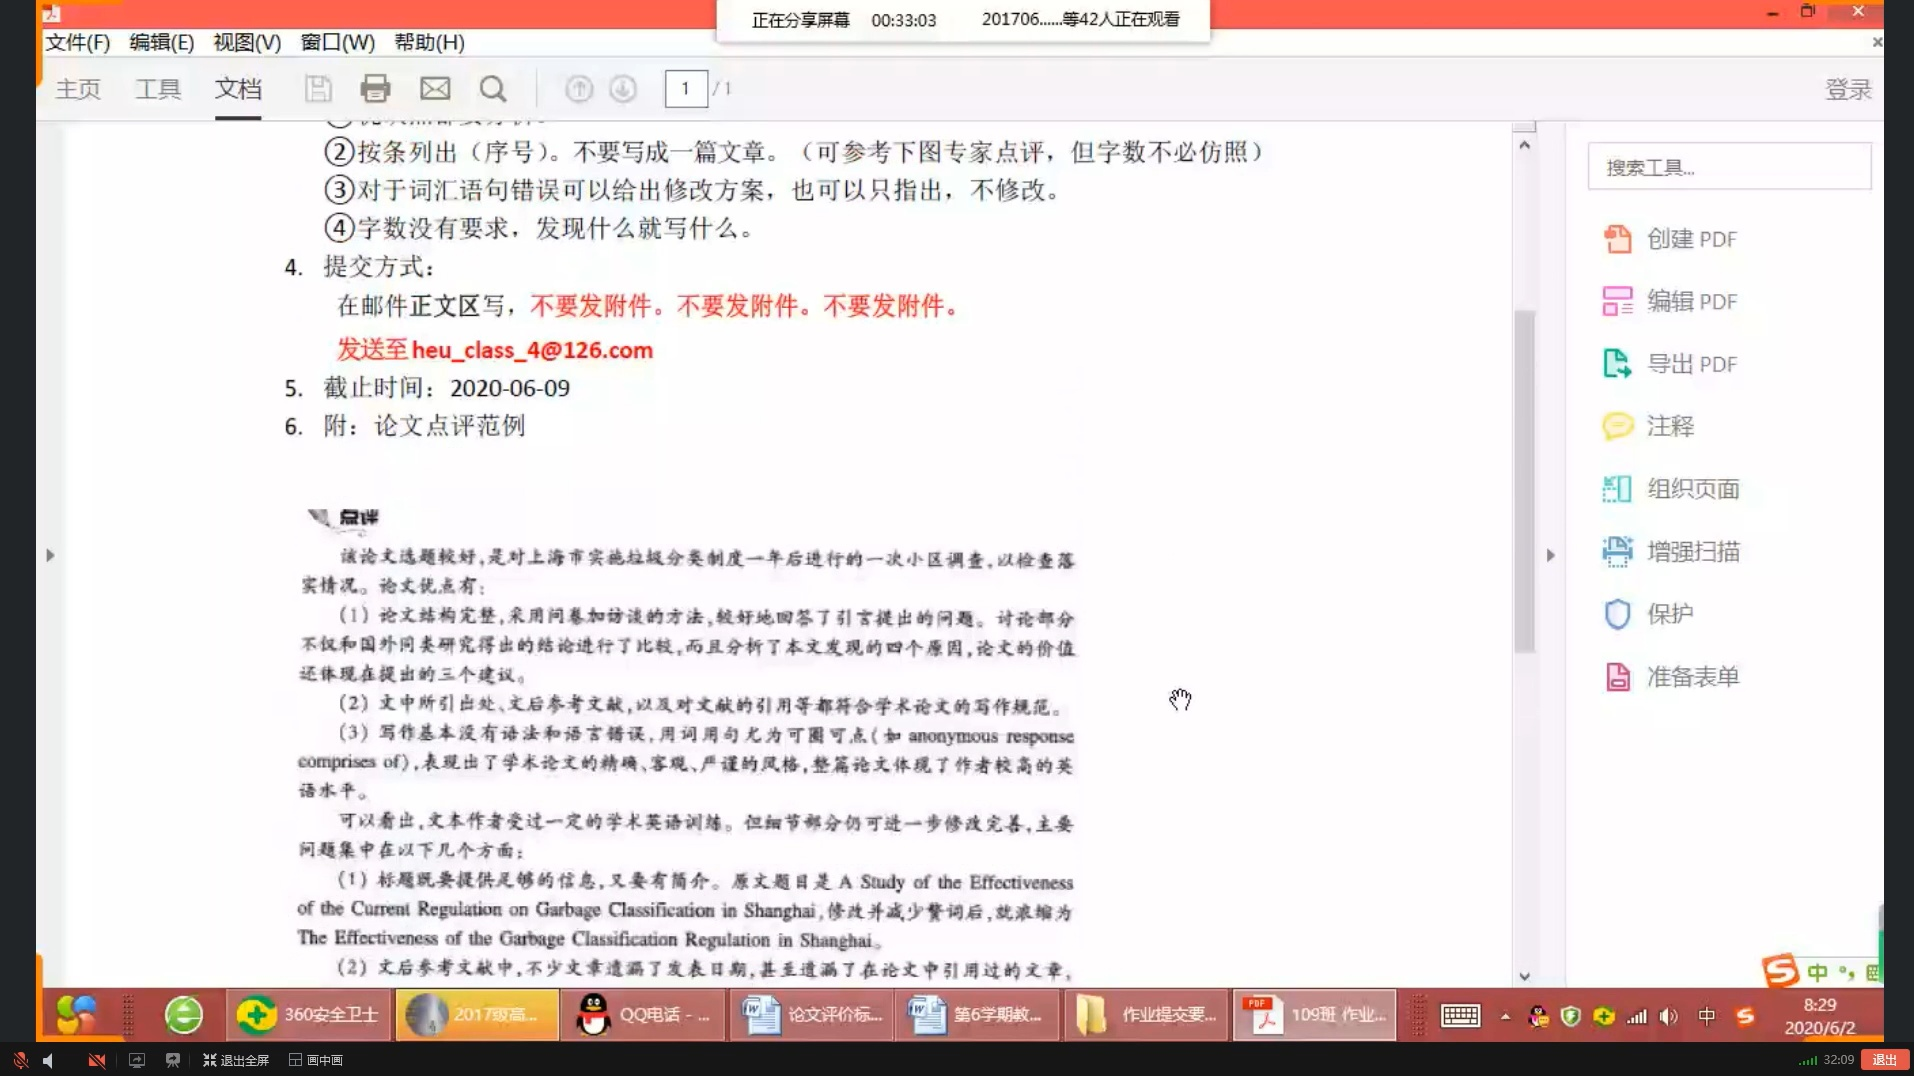 正在分享屏幕 00:33:03 201706......等42人正在观看
文件(F) 编辑(E) 视图(V) 窗口(W) 帮助(H)
主页 工具 文档 1 / 1 登录
②按条列出（序号）。不要写成一篇文章。（可参考下图专家点评，但字数不必仿照）
③对于词汇语句错误可以给出修改方案，也可以只指出，不修改。
④字数没有要求，发现什么就写什么。
4. 提交方式：
在邮件正文区写，不要发附件。不要发附件。不要发附件。
发送至heu_class_4@126.com
5. 截止时间：2020-06-09
6. 附：论文点评范例
点评
该论文选题较好,是对上海市实施垃圾分类制度一年后进行的一次小区调查,以检查落
实情况。论文优点有:
(1) 论文结构完整,采用问卷加访谈的方法,较好地回答了引言提出的问题。讨论部分
不仅和国外同类研究得出的结论进行了比较,而且分析了本文发现的四个原因,论文的价值
还体现在提出的三个建议。
(2) 文中所引出处、文后参考文献,以及对文献的引用等都符合学术论文的写作规范。
(3) 写作基本没有语法和语言错误,用词用句尤为可圈可点(如 anonymous response
comprises of),表现出了学术论文的精确、客观、严谨的风格,整篇论文体现了作者较高的英
语水平。
可以看出,文本作者受过一定的学术英语训练。但细节部分仍可进一步修改完善,主要
问题集中在以下几个方面:
(1) 标题既要提供足够的信息,又要有简介。原文题目是 A Study of the Effectiveness
of the Current Regulation on Garbage Classification in Shanghai,修改并减少赘词后,就浓缩为
The Effectiveness of the Garbage Classification Regulation in Shanghai。
(2) 文后参考文献中,不少文章遗漏了发表日期,甚至遗漏了在论文中引用过的文章,
搜索工具...
创建 PDF
编辑 PDF
导出 PDF
注释
组织页面
增强扫描
保护
准备表单
中
360安全卫士 2017级高... QQ电话 - ... 论文评价标... 第6学期教... 作业提交要... 109班 作业... 中 8:29
2020/6/2
退出全屏 画中画 32:09 退出